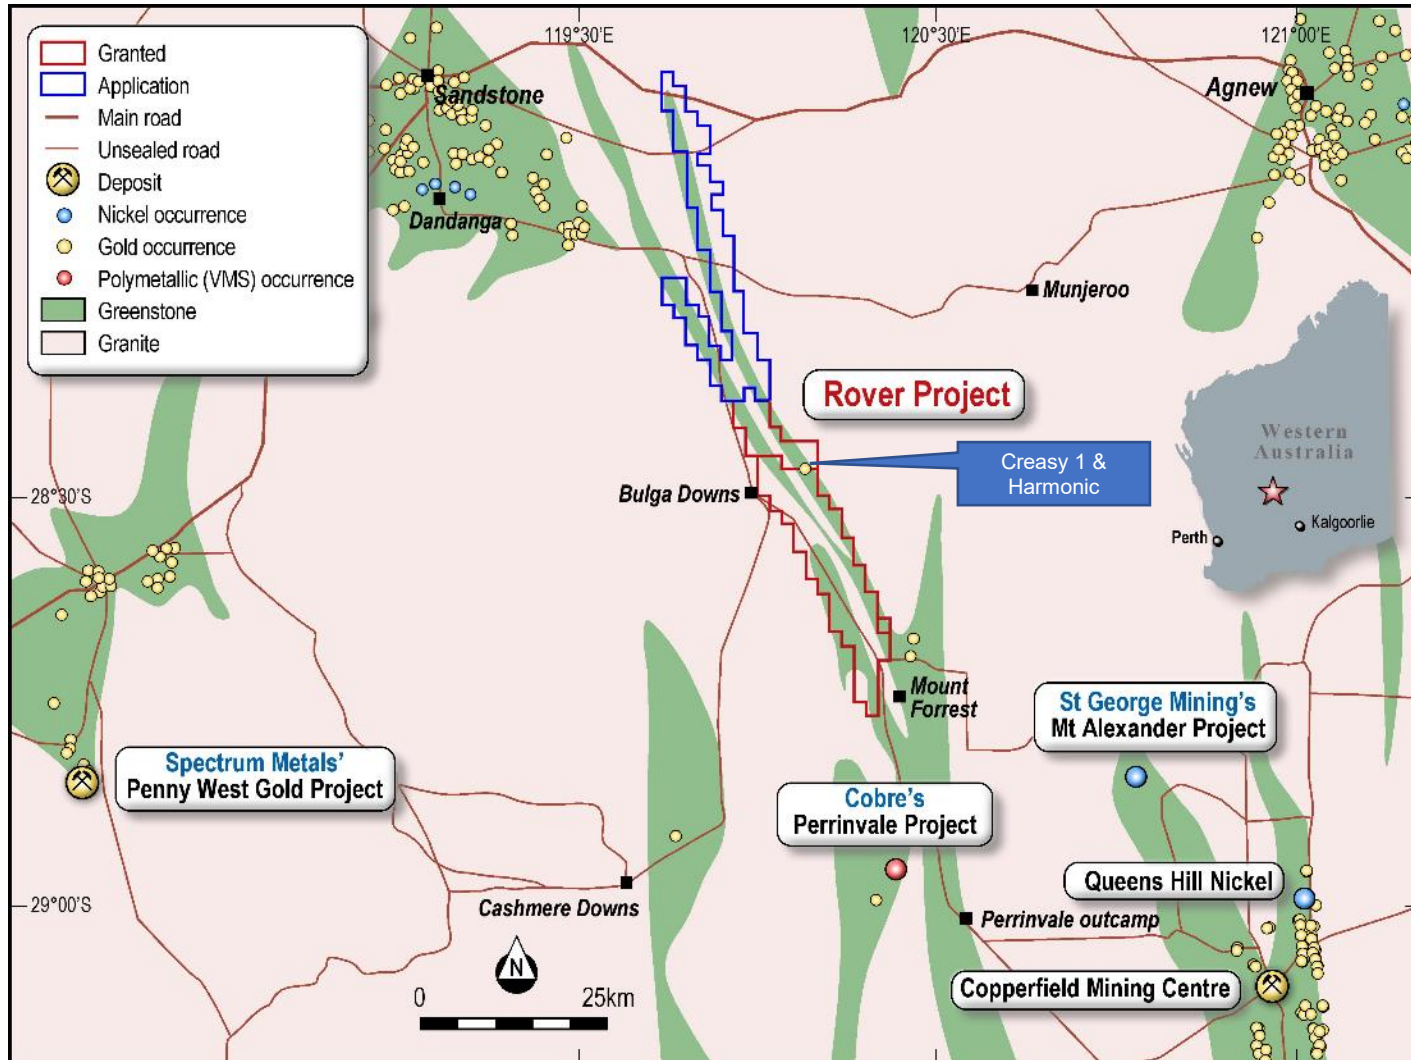 119°30'E
120°30'E
121°00'E
Granted
Application
Main road
Unsealed road
Deposit
Nickel occurrence
Gold occurrence
Polymetallic (VMS) occurrence
Greenstone
Granite
Sandstone
Dandanga
Agnew
Munjeroo
Rover Project
Creasy 1 &
Harmonic
Western
Australia
Kalgoorlie
Perth
28°30'S
Bulga Downs
Mount
Forrest
St George Mining's
Mt Alexander Project
Spectrum Metals'
Penny West Gold Project
Cobre's
Perrinvale Project
Queens Hill Nickel
29°00'S
Cashmere Downs
Perrinvale outcamp
Copperfield Mining Centre
N
0 25km